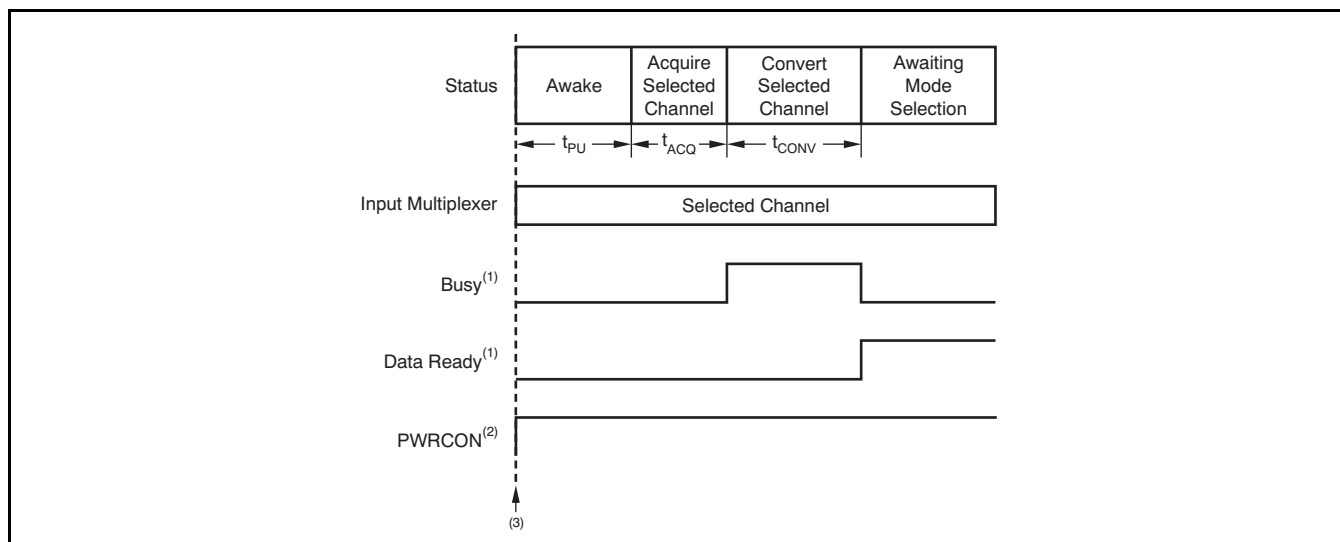 Status
Awake
Acquire
Selected
Channel
Convert
Selected
Channel
Awaiting
Mode
Selection
tPU
tACQ
tCONV
Input Multiplexer
Selected Channel
Busy(1)
Data Ready(1)
PWRCON(2)
(3)